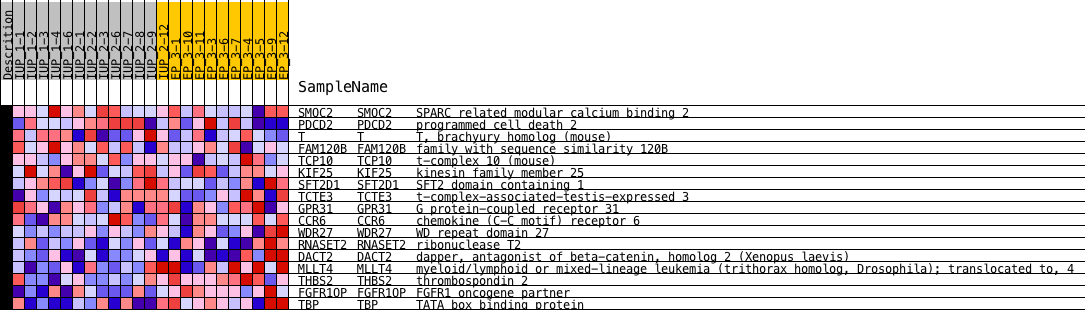 Descrition
IUP_1-1
IUP_1-2
IUP_1-3
IUP_1-4
IUP_1-6
IUP_2-1
IUP_2-2
IUP_2-3
IUP_2-6
IUP_2-7
IUP_2-8
IUP_2-9
IUP_2-12
EP_3-1
EP_3-10
EP_3-11
EP_3-3
EP_3-6
EP_3-7
EP_3-4
EP_3-5
EP_3-9
EP_3-12
SampleName
SMOC2 SMOC2 SPARC related modular calcium binding 2
PDCD2 PDCD2 programmed cell death 2
T T T, brachyury homolog (mouse)
FAM120B FAM120B family with sequence similarity 120B
TCP10 TCP10 t-complex 10 (mouse)
KIF25 KIF25 kinesin family member 25
SFT2D1 SFT2D1 SFT2 domain containing 1
TCTE3 TCTE3 t-complex-associated-testis-expressed 3
GPR31 GPR31 G protein-coupled receptor 31
CCR6 CCR6 chemokine (C-C motif) receptor 6
WDR27 WDR27 WD repeat domain 27
RNASET2 RNASET2 ribonuclease T2
DACT2 DACT2 dapper, antagonist of beta-catenin, homolog 2 (Xenopus laevis)
MLLT4 MLLT4 myeloid/lymphoid or mixed-lineage leukemia (trithorax homolog, Drosophila); translocated to, 4
THBS2 THBS2 thrombospondin 2
FGFR1OP FGFR1OP FGFR1 oncogene partner
TBP TBP TATA box binding protein